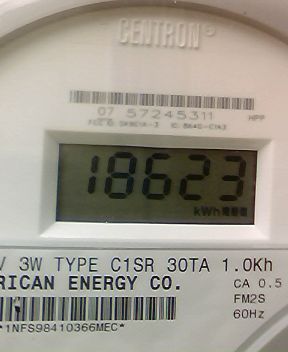 CENTRON®
07 57245311 HPP
18623
kWh
V 3W TYPE C1SR 30TA 1.0Kh
RICAN ENERGY CO. CA 0.5
FM2S
60Hz
*1NFS98410366MEC*